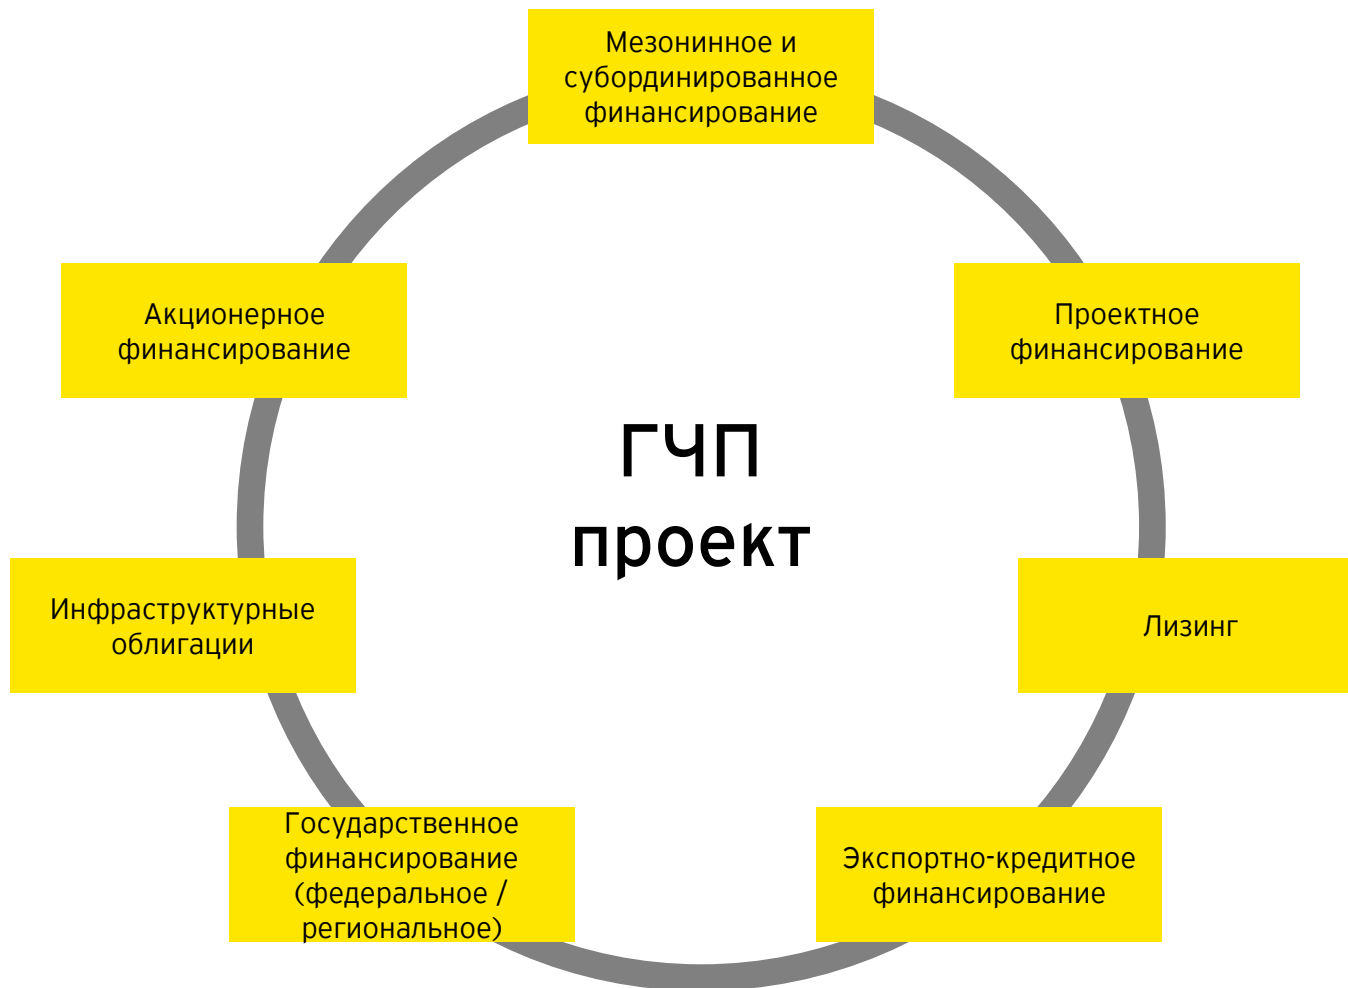 Мезонинное и
субординированное
финансирование
Акционерное
финансирование
Проектное
финансирование
ГЧП
проект
Инфраструктурные
облигации
Лизинг
Государственное
финансирование
(федеральное /
региональное)
Экспортно-кредитное
финансирование